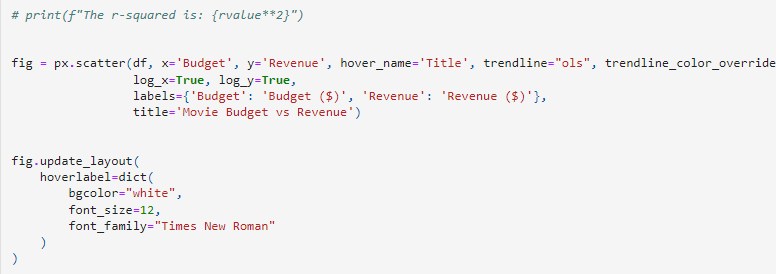 # print(f"The r-squared is: {rvalue**2}")
fig = px.scatter(df, x='Budget', y='Revenue', hover_name='Title', trendline="ols", trendline_color_override
log_x=True, log_y=True,
labels={'Budget': 'Budget ($)', 'Revenue': 'Revenue ($)'},
title='Movie Budget vs Revenue')
fig.update_layout(
hoverlabel=dict(
bgcolor="white",
font_size=12,
font_family="Times New Roman"
)
)